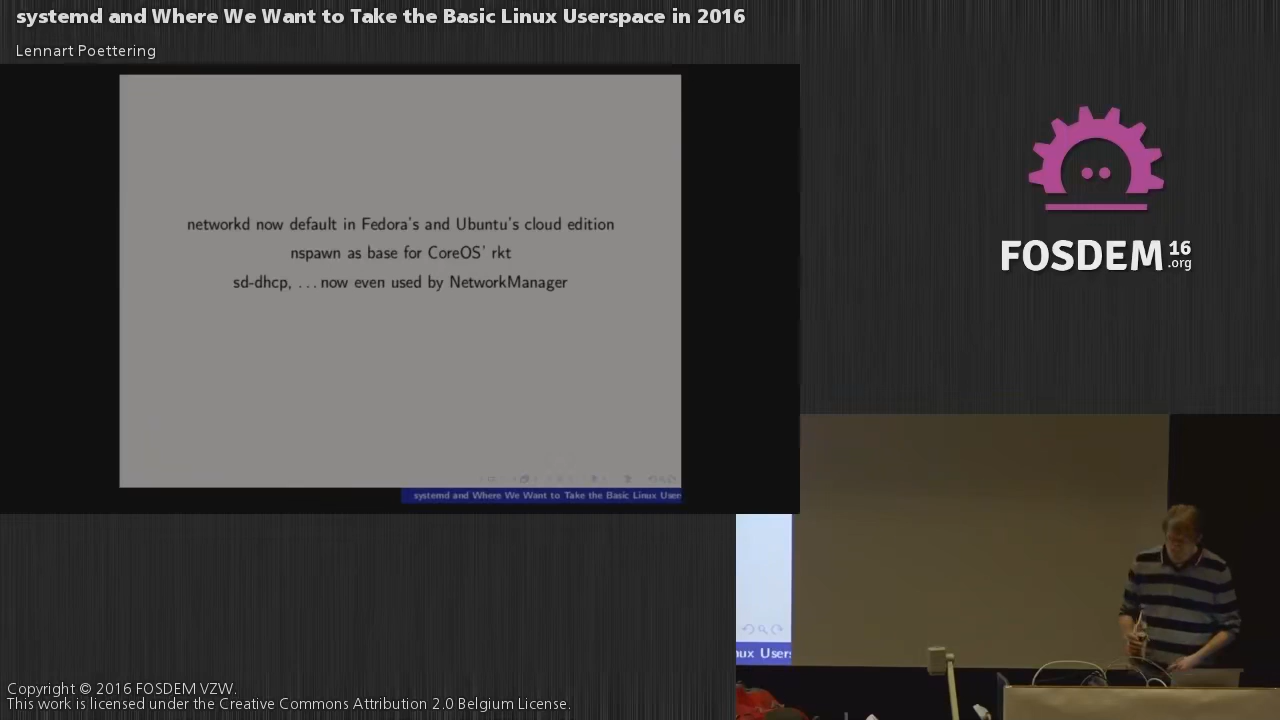 systemd and Where We Want to Take the Basic Linux Userspace in 2016
Lennart Poettering
networkd now default in Fedora's and Ubuntu's cloud edition
nspawn as base for CoreOS' rkt
sd-dhcp, ... now even used by NetworkManager
systemd and Where We Want to Take the Basic Linux User
FOSDEM 16
.org
nux Users
Copyright © 2016 FOSDEM VZW.
This work is licensed under the Creative Commons Attribution 2.0 Belgium License.